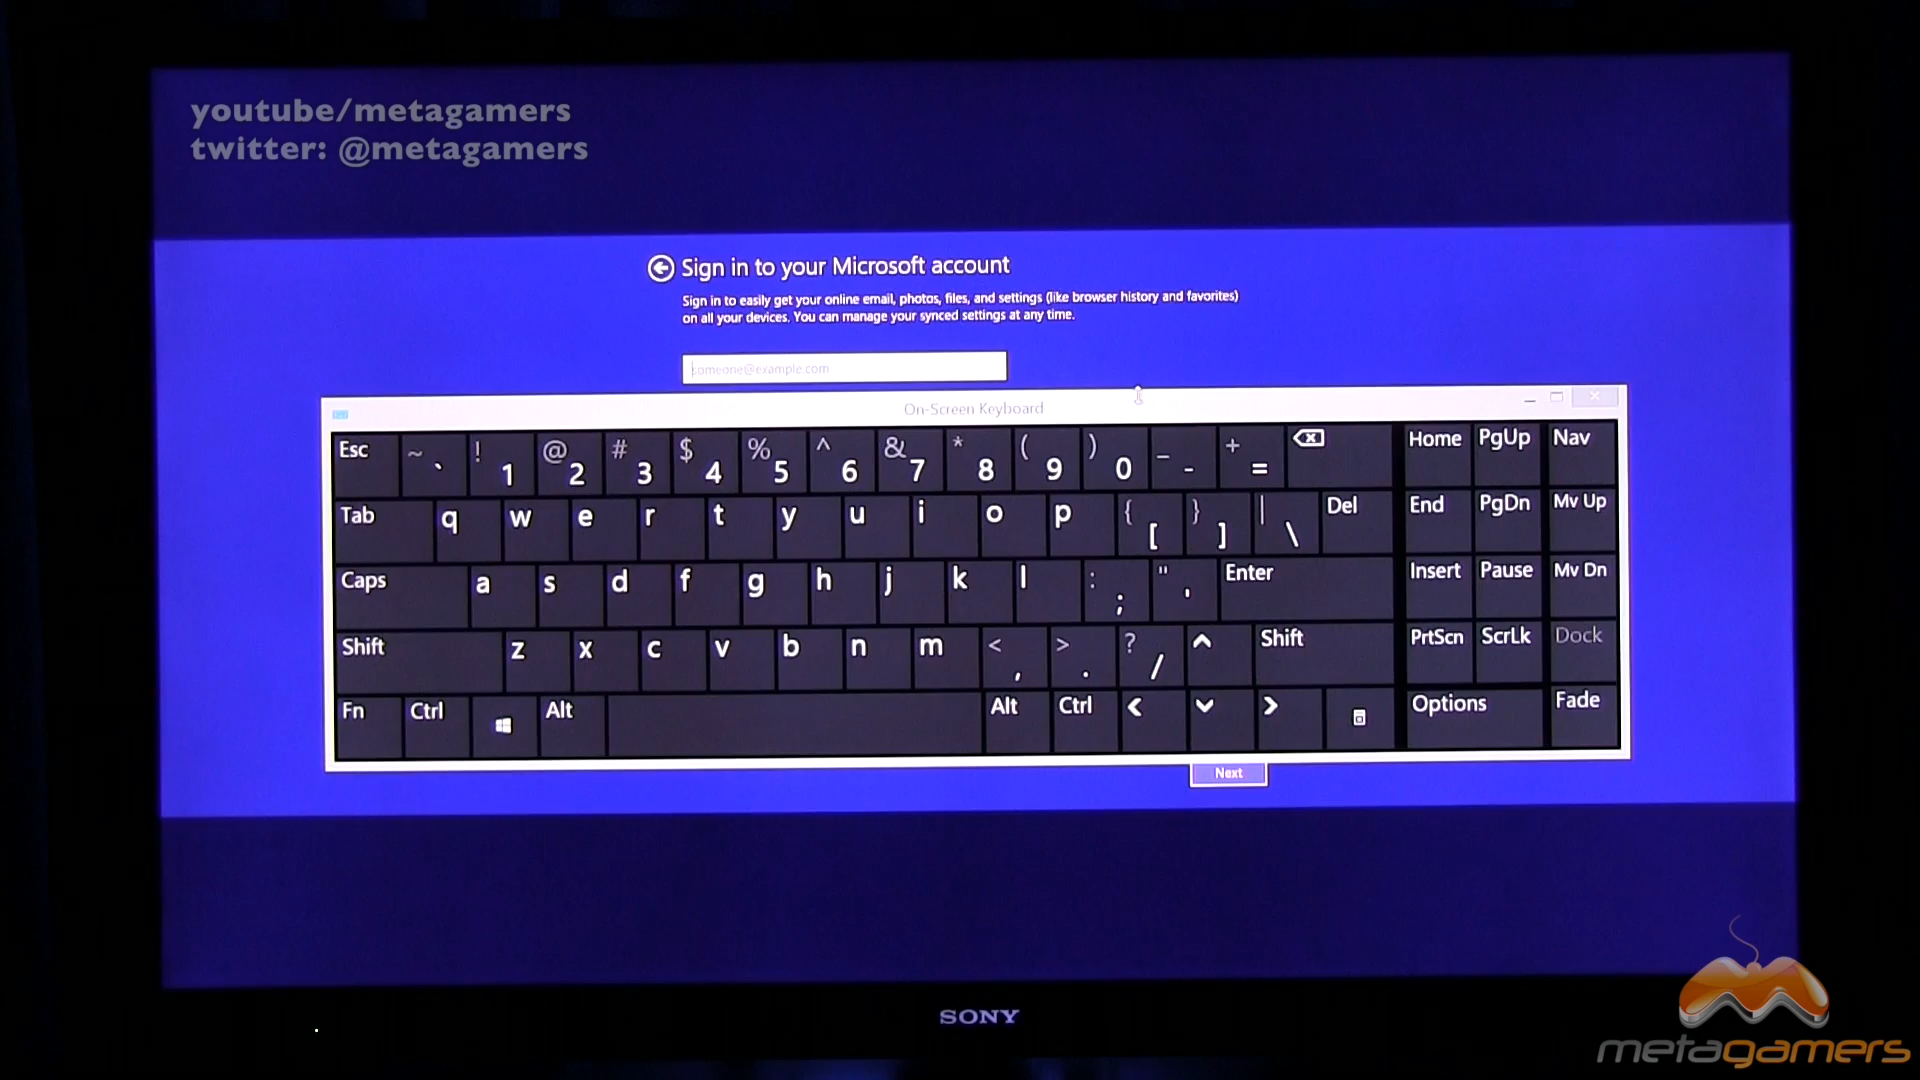 youtube/metagamers
twitter: @metagamers
Sign in to your Microsoft account
Sign in to easily get your online email, photos, files, and settings (like browser history and favorites)
on all your devices. You can manage your synced settings at any time.
someone@example.com
On-Screen Keyboard
Esc ~ ` ! 1 @ 2 # 3 $ 4 % 5 ^ 6 & 7 * 8 ( 9 ) 0 _ - + = Home PgUp Nav
Tab q w e r t y u i o p { [ } ] | \ Del End PgDn Mv Up
Caps a s d f g h j k l : ; " ' Enter Insert Pause Mv Dn
Shift z x c v b n m < , > . ? / Shift PrtScn ScrLk Dock
Fn Ctrl Alt Alt Ctrl Options Fade
Next
SONY
metagamers